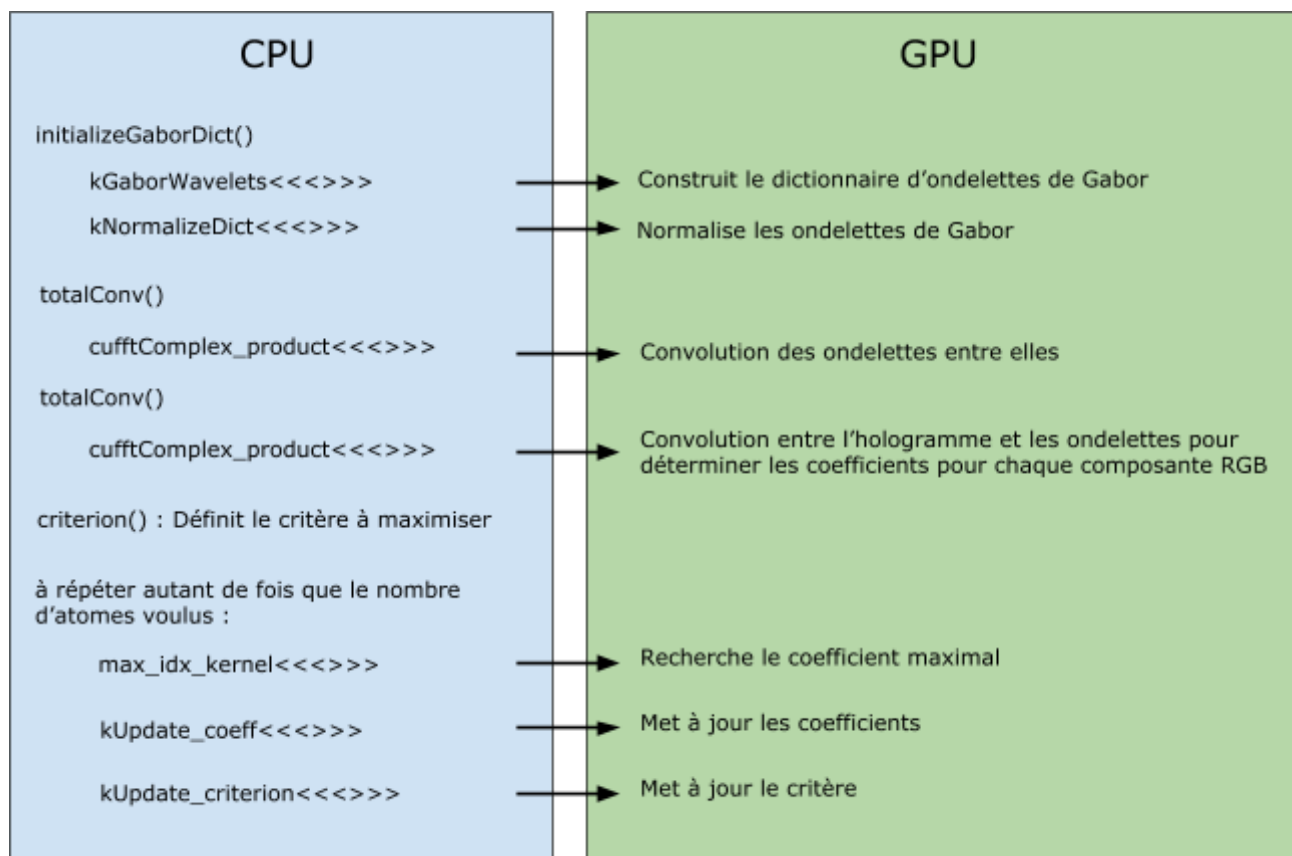 CPU
GPU
initializeGaborDict()
kGaborWavelets<<<>>>
Construit le dictionnaire d'ondelettes de Gabor
kNormalizeDict<<<>>>
Normalise les ondelettes de Gabor
totalConv()
cufftComplex_product<<<>>>
Convolution des ondelettes entre elles
totalConv()
cufftComplex_product<<<>>>
Convolution entre l'hologramme et les ondelettes pour
déterminer les coefficients pour chaque composante RGB
criterion() : Définit le critère à maximiser
à répéter autant de fois que le nombre
d'atomes voulus :
max_idx_kernel<<<>>>
Recherche le coefficient maximal
kUpdate_coeff<<<>>>
Met à jour les coefficients
kUpdate_criterion<<<>>>
Met à jour le critère